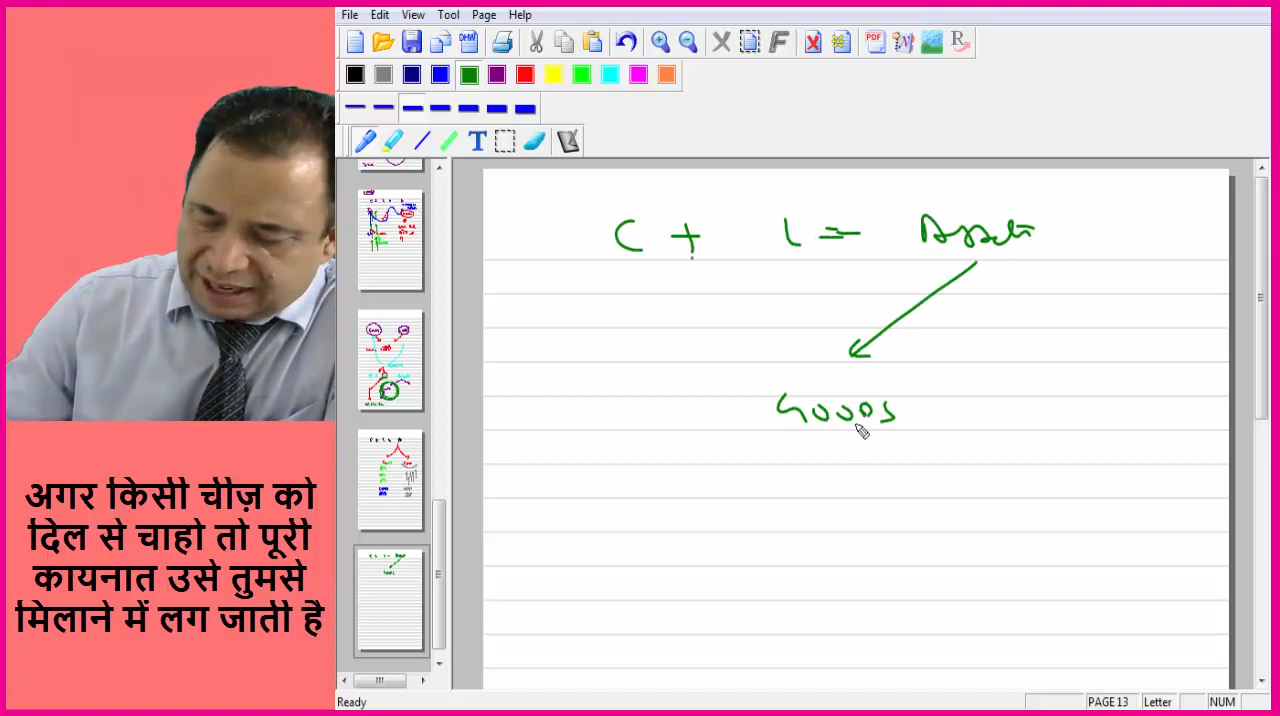 File Edit View Tool Page Help
C + L = Assets
GOODS
अगर किसी चीज़ को
दिल से चाहो तो पूरी
कायनात उसे तुमसे
मिलाने में लग जाती है
Ready PAGE 13 Letter NUM